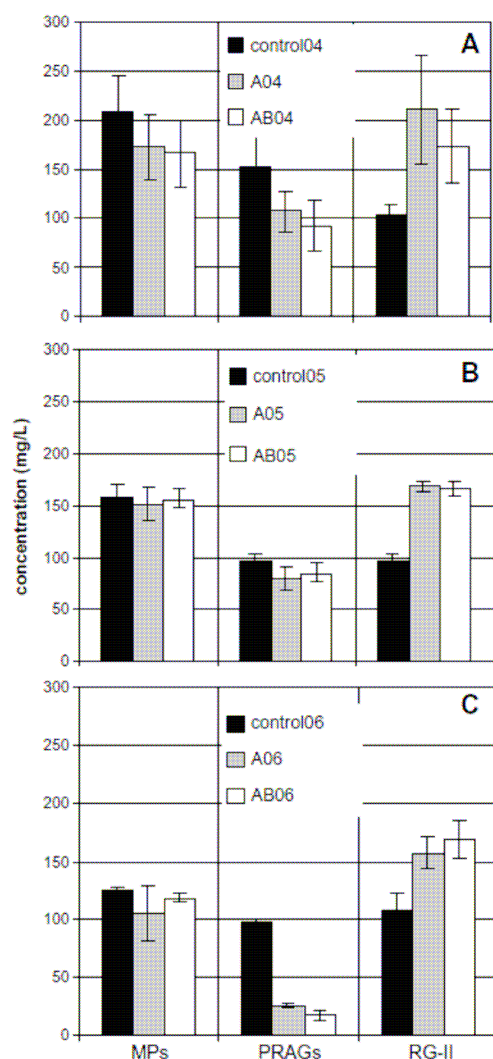 300
250
200
150
100
50
0
control04
A04
AB04
A
concentration (mg/L)
300
250
200
150
100
50
0
control05
A05
AB05
B
300
250
200
150
100
50
0
control06
A06
AB06
C
MPs PRAGs RG-II